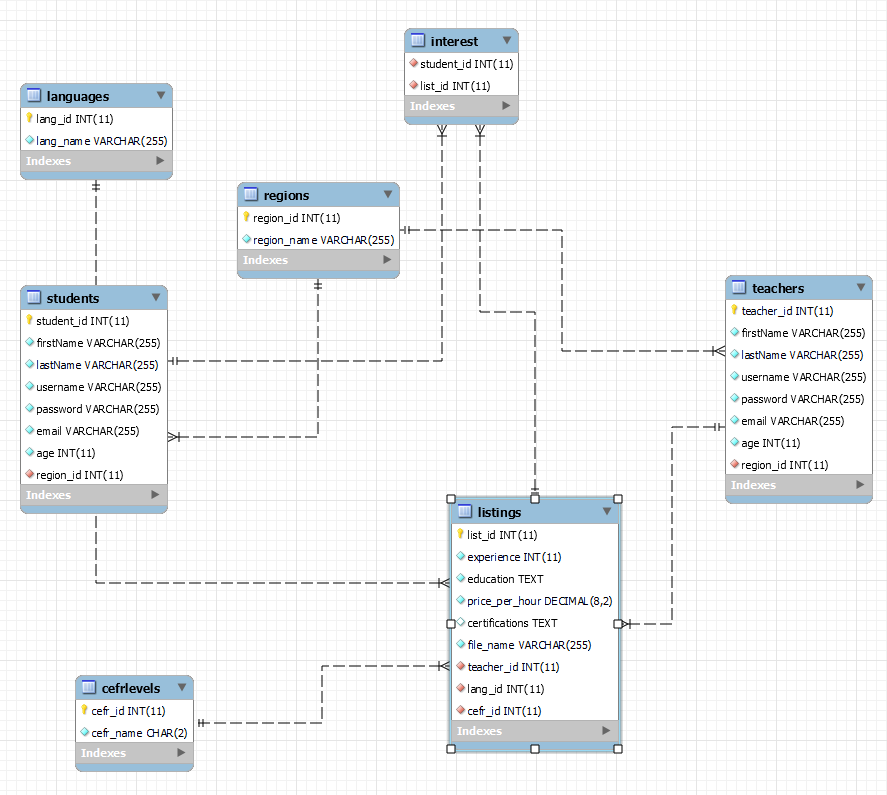 interest
student_id INT(11)
list_id INT(11)
Indexes
languages
lang_id INT(11)
lang_name VARCHAR(255)
Indexes
regions
region_id INT(11)
region_name VARCHAR(255)
Indexes
students
student_id INT(11)
firstName VARCHAR(255)
lastName VARCHAR(255)
username VARCHAR(255)
password VARCHAR(255)
email VARCHAR(255)
age INT(11)
region_id INT(11)
Indexes
teachers
teacher_id INT(11)
firstName VARCHAR(255)
lastName VARCHAR(255)
username VARCHAR(255)
password VARCHAR(255)
email VARCHAR(255)
age INT(11)
region_id INT(11)
Indexes
listings
list_id INT(11)
experience INT(11)
education TEXT
price_per_hour DECIMAL(8,2)
certifications TEXT
file_name VARCHAR(255)
teacher_id INT(11)
lang_id INT(11)
cefr_id INT(11)
Indexes
cefrlevels
cefr_id INT(11)
cefr_name CHAR(2)
Indexes